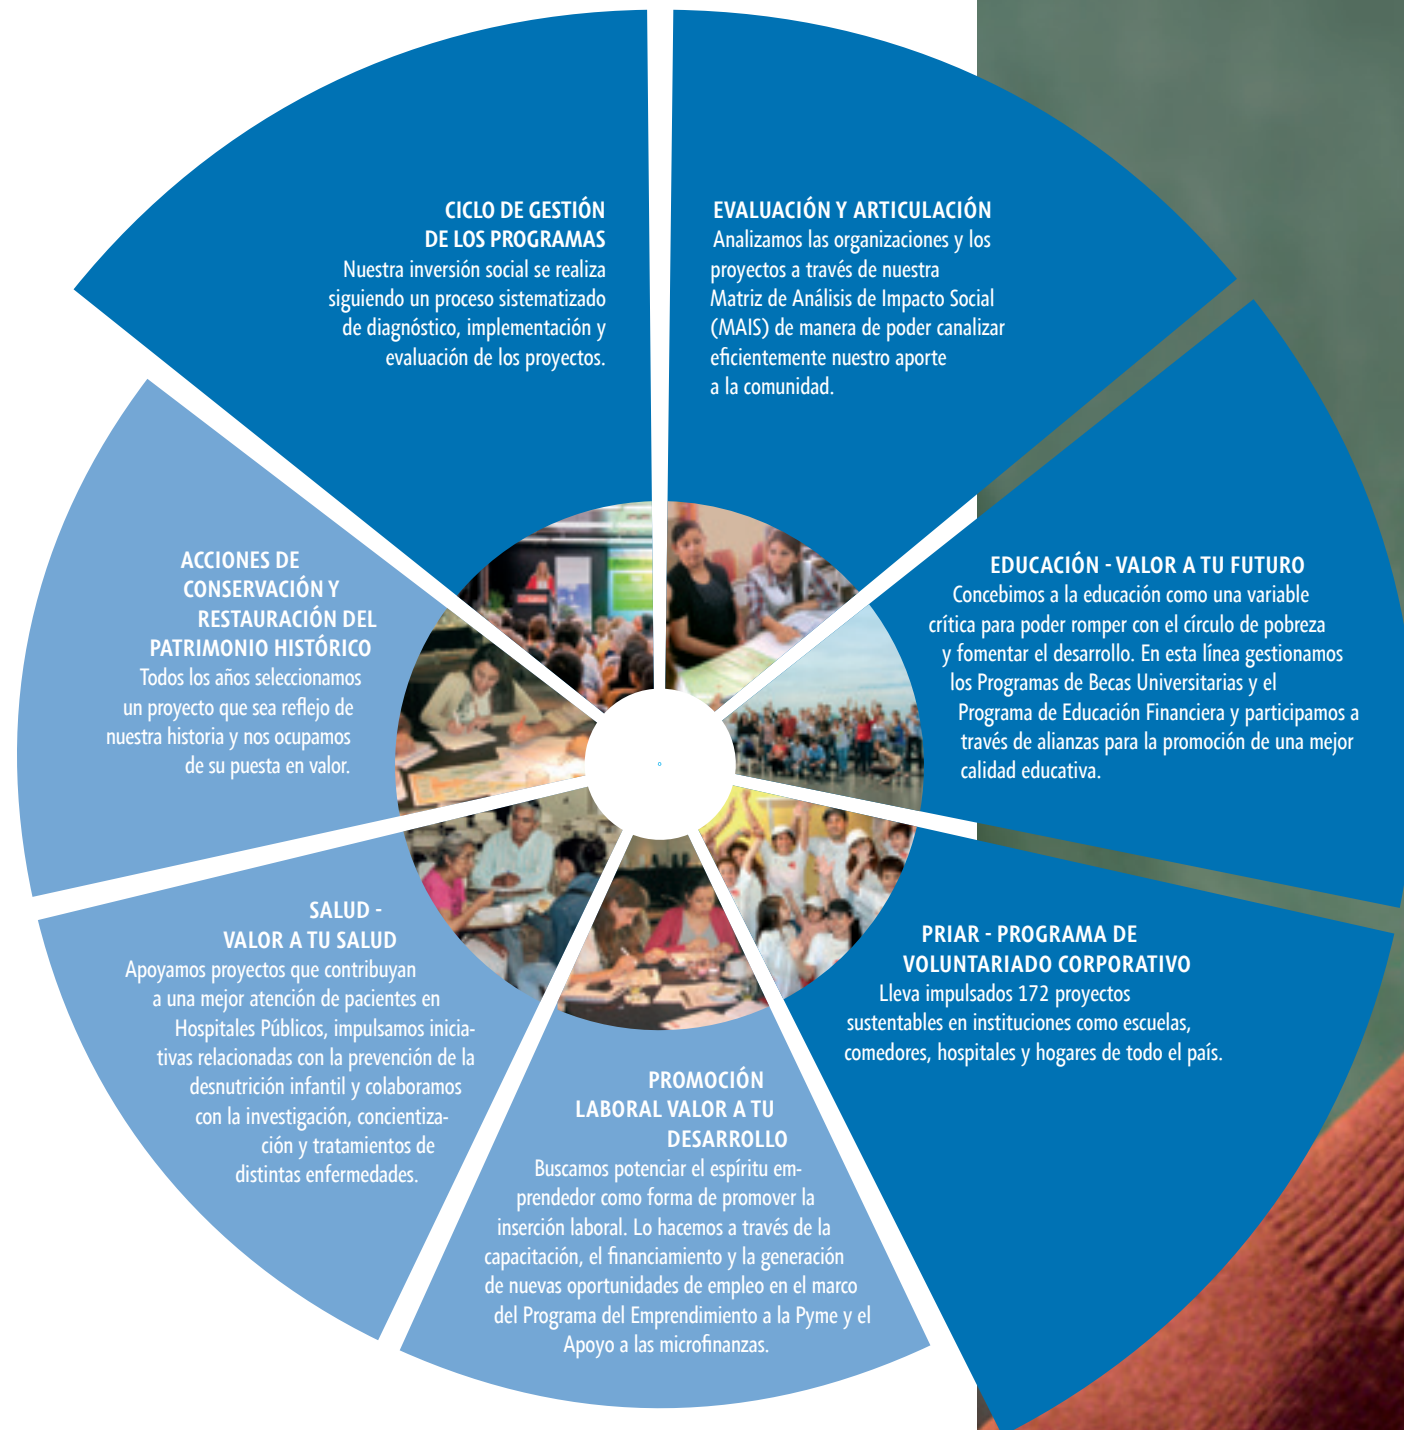 CICLO DE GESTIÓN
DE LOS PROGRAMAS
Nuestra inversión social se realiza
siguiendo un proceso sistematizado
de diagnóstico, implementación y
evaluación de los proyectos.
EVALUACIÓN Y ARTICULACIÓN
Analizamos las organizaciones y los
proyectos a través de nuestra
Matriz de Análisis de Impacto Social
(MAIS) de manera de poder canalizar
eficientemente nuestro aporte
a la comunidad.
EDUCACIÓN - VALOR A TU FUTURO
Concebimos a la educación como una variable
crítica para poder romper con el círculo de pobreza
y fomentar el desarrollo. En esta línea gestionamos
los Programas de Becas Universitarias y el
Programa de Educación Financiera y participamos a
través de alianzas para la promoción de una mejor
calidad educativa.
PRIAR - PROGRAMA DE
VOLUNTARIADO CORPORATIVO
Lleva impulsados 172 proyectos
sustentables en instituciones como escuelas,
comedores, hospitales y hogares de todo el país.
PROMOCIÓN
LABORAL VALOR A TU
DESARROLLO
Buscamos potenciar el espíritu em-
prendedor como forma de promover la
inserción laboral. Lo hacemos a través de la
capacitación, el financiamiento y la generación
de nuevas oportunidades de empleo en el marco
del Programa del Emprendimiento a la Pyme y el
Apoyo a las microfinanzas.
SALUD -
VALOR A TU SALUD
Apoyamos proyectos que contribuyan
a una mejor atención de pacientes en
Hospitales Públicos, impulsamos inicia-
tivas relacionadas con la prevención de la
desnutrición infantil y colaboramos
con la investigación, concientiza-
ción y tratamientos de
distintas enfermedades.
ACCIONES DE
CONSERVACIÓN Y
RESTAURACIÓN DEL
PATRIMONIO HISTÓRICO
Todos los años seleccionamos
un proyecto que sea reflejo de
nuestra historia y nos ocupamos
de su puesta en valor.